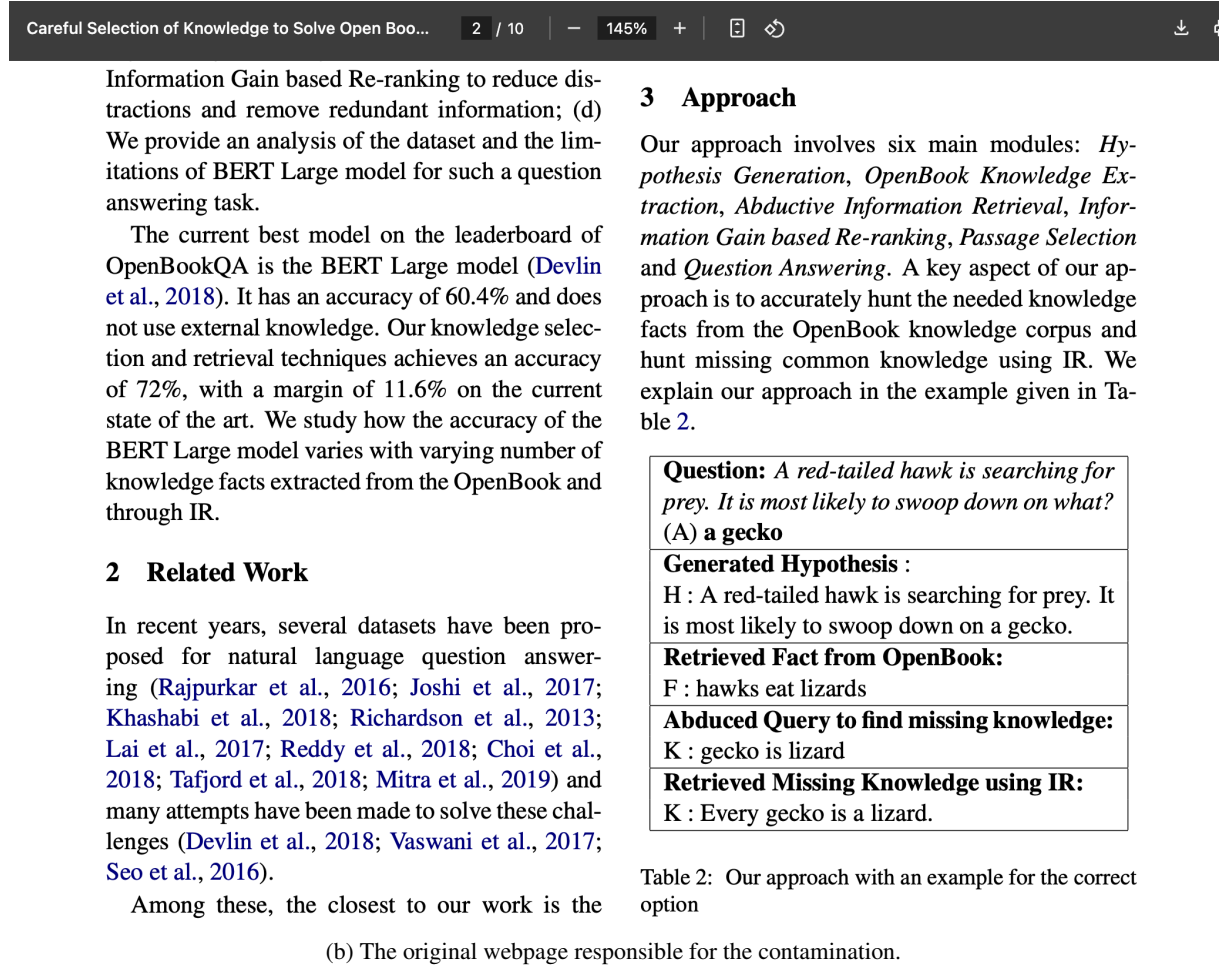 Careful Selection of Knowledge to Solve Open Boo... 2 / 10 — 145% +
Information Gain based Re-ranking to reduce dis-
tractions and remove redundant information; (d)
We provide an analysis of the dataset and the lim-
itations of BERT Large model for such a question
answering task.
The current best model on the leaderboard of
OpenBookQA is the BERT Large model (Devlin
et al., 2018). It has an accuracy of 60.4% and does
not use external knowledge. Our knowledge selec-
tion and retrieval techniques achieves an accuracy
of 72%, with a margin of 11.6% on the current
state of the art. We study how the accuracy of the
BERT Large model varies with varying number of
knowledge facts extracted from the OpenBook and
through IR.
2 Related Work
In recent years, several datasets have been pro-
posed for natural language question answer-
ing (Rajpurkar et al., 2016; Joshi et al., 2017;
Khashabi et al., 2018; Richardson et al., 2013;
Lai et al., 2017; Reddy et al., 2018; Choi et al.,
2018; Tafjord et al., 2018; Mitra et al., 2019) and
many attempts have been made to solve these chal-
lenges (Devlin et al., 2018; Vaswani et al., 2017;
Seo et al., 2016).
Among these, the closest to our work is the
3 Approach
Our approach involves six main modules: Hy-
pothesis Generation, OpenBook Knowledge Ex-
traction, Abductive Information Retrieval, Infor-
mation Gain based Re-ranking, Passage Selection
and Question Answering. A key aspect of our ap-
proach is to accurately hunt the needed knowledge
facts from the OpenBook knowledge corpus and
hunt missing common knowledge using IR. We
explain our approach in the example given in Ta-
ble 2.
Question: A red-tailed hawk is searching for
prey. It is most likely to swoop down on what?
(A) a gecko
Generated Hypothesis :
H : A red-tailed hawk is searching for prey. It
is most likely to swoop down on a gecko.
Retrieved Fact from OpenBook:
F : hawks eat lizards
Abduced Query to find missing knowledge:
K : gecko is lizard
Retrieved Missing Knowledge using IR:
K : Every gecko is a lizard.
Table 2: Our approach with an example for the correct
option
(b) The original webpage responsible for the contamination.